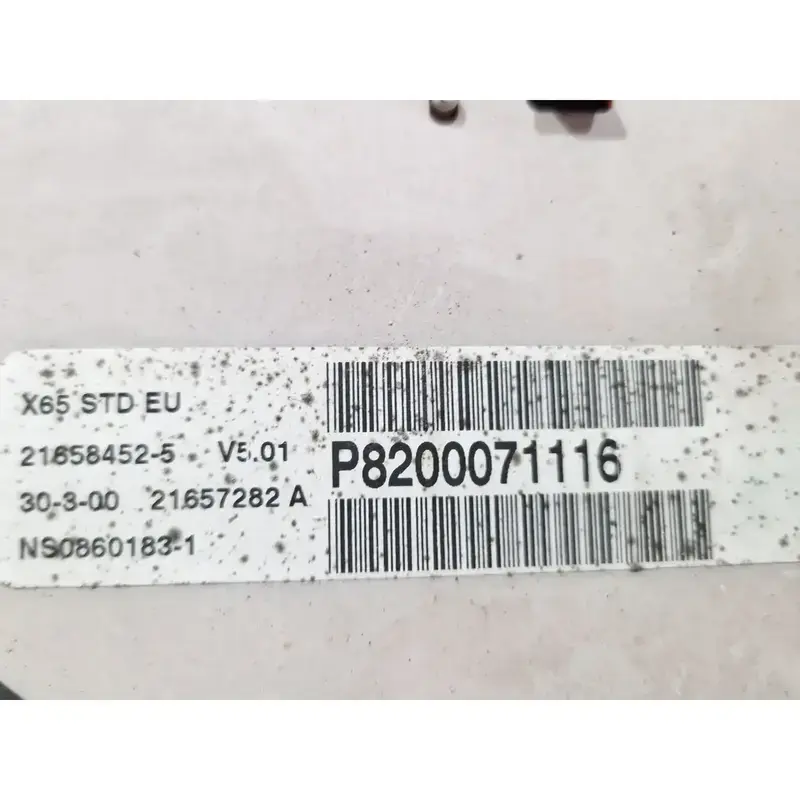 X65 STD EU
21658452-5 V5.01
30-3-00 21657282 A
NS0860183-1
P8200071116